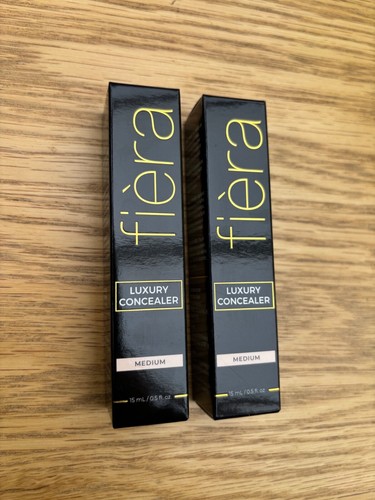 fièra
LUXURY
CONCEALER
MEDIUM
15 mL / 0.5 fl. oz
fièra
LUXURY
CONCEALER
MEDIUM
15 mL / 0.5 fl. oz